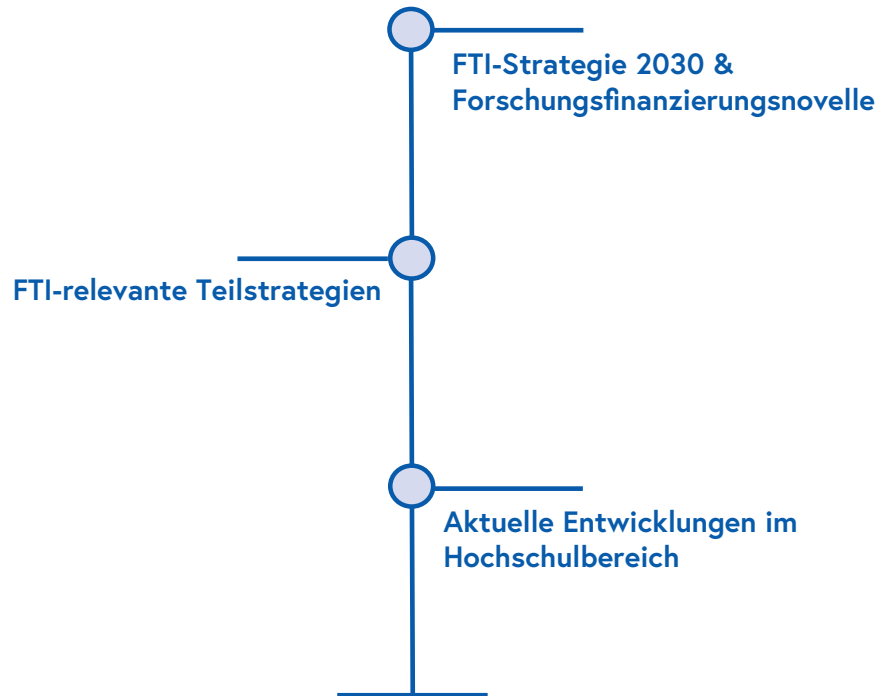 FTI-Strategie 2030 &
Forschungsfinanzierungsnovelle
FTI-relevante Teilstrategien
Aktuelle Entwicklungen im
Hochschulbereich